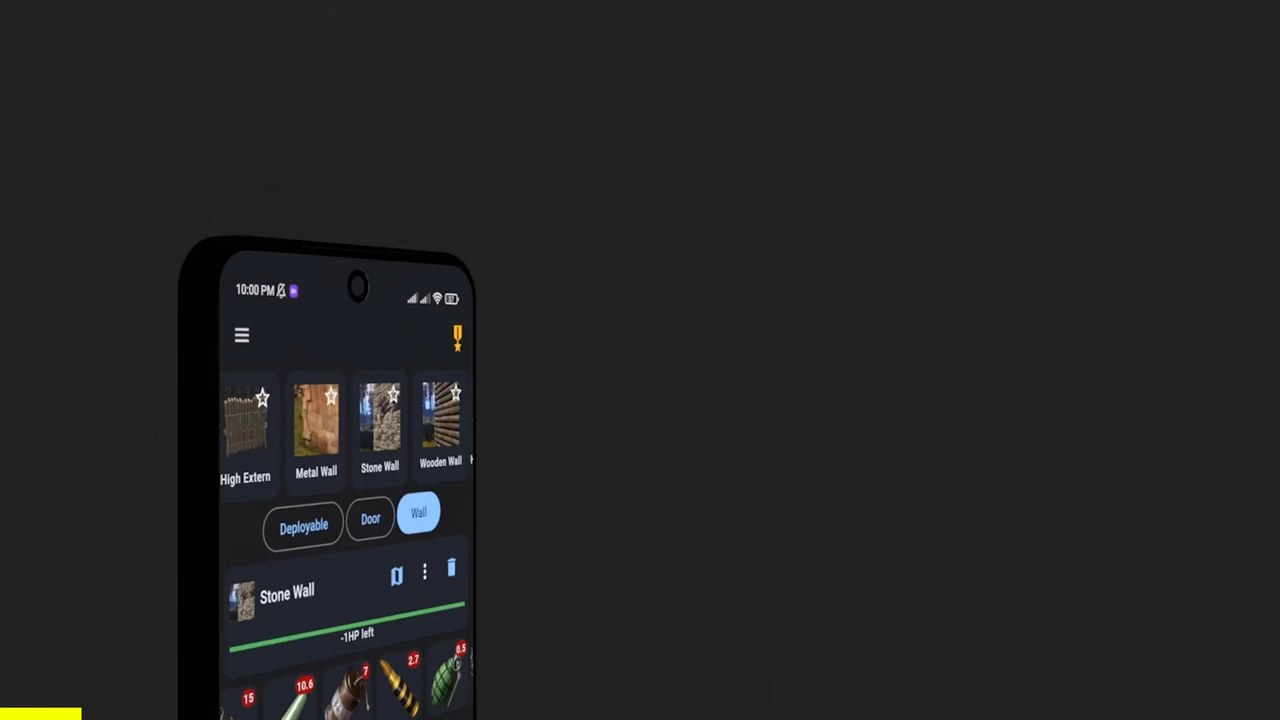 10:00 PM
37
High Extern
Metal Wall
Stone Wall
Wooden Wall
Deployable
Door
Wall
Stone Wall
-1HP left
15
10.6
7
2.7
0.5